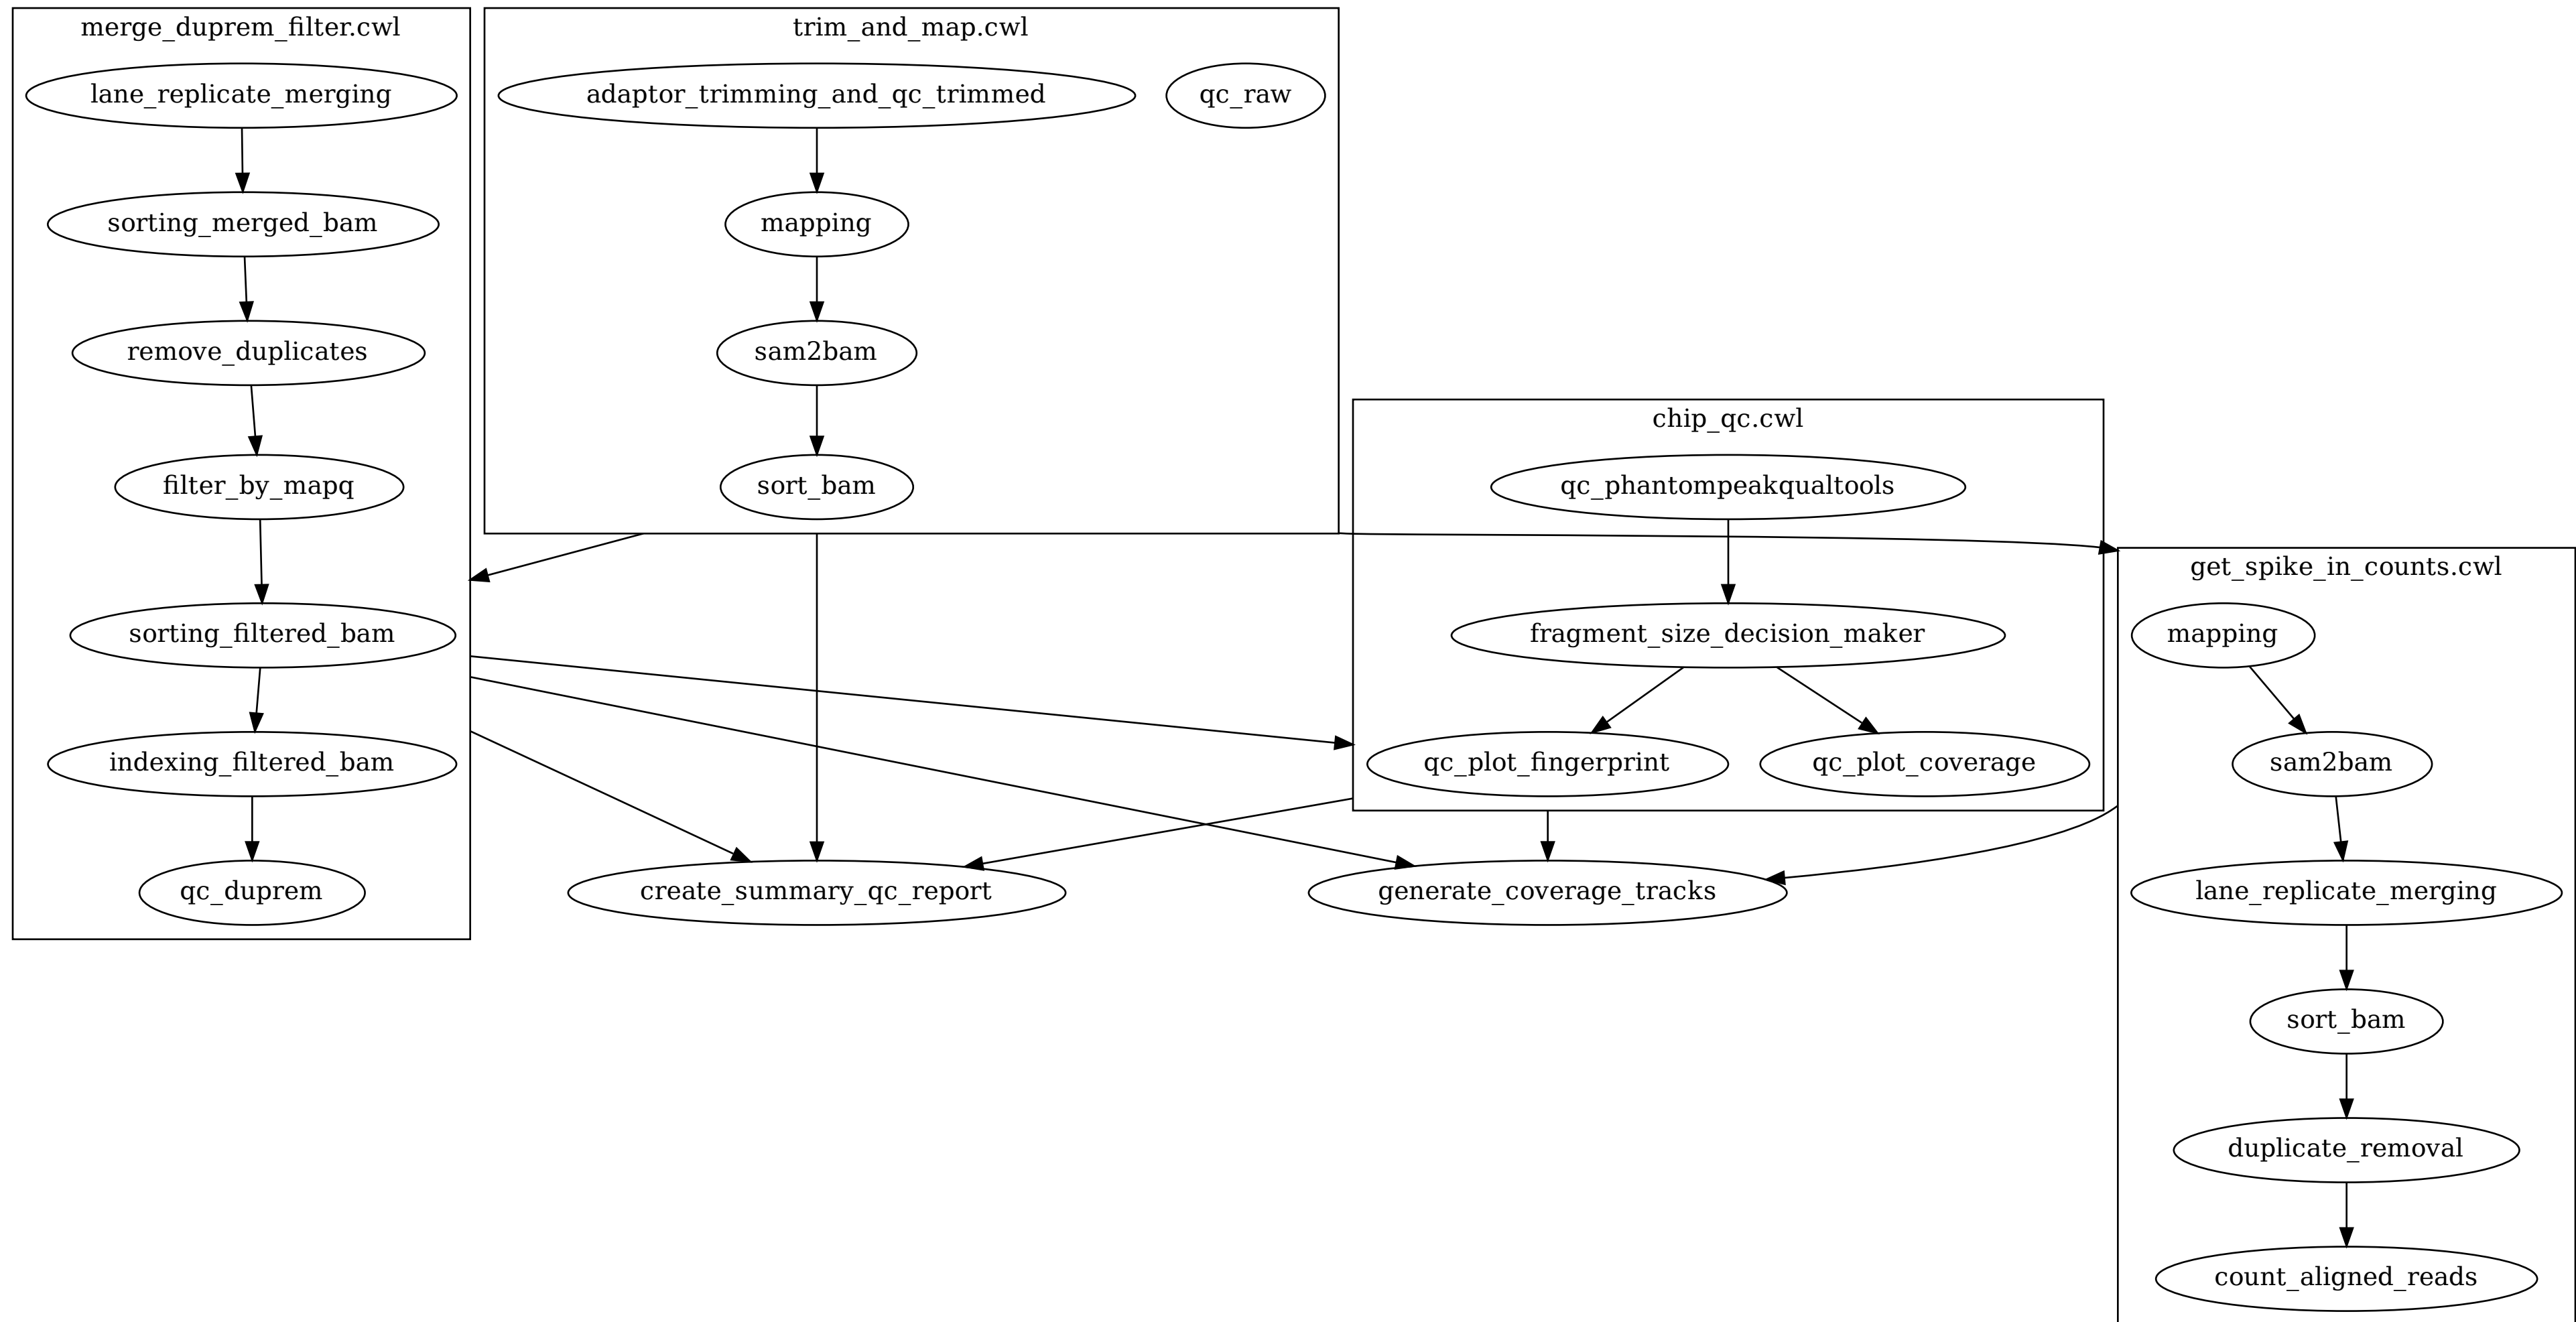 merge_duprem_filter.cwl
lane_replicate_merging
sorting_merged_bam
remove_duplicates
filter_by_mapq
sorting_filtered_bam
indexing_filtered_bam
qc_duprem
trim_and_map.cwl
adaptor_trimming_and_qc_trimmed
qc_raw
mapping
sam2bam
sort_bam
chip_qc.cwl
qc_phantompeakqualtools
fragment_size_decision_maker
qc_plot_fingerprint
qc_plot_coverage
create_summary_qc_report
generate_coverage_tracks
get_spike_in_counts.cwl
mapping
sam2bam
lane_replicate_merging
sort_bam
duplicate_removal
count_aligned_reads